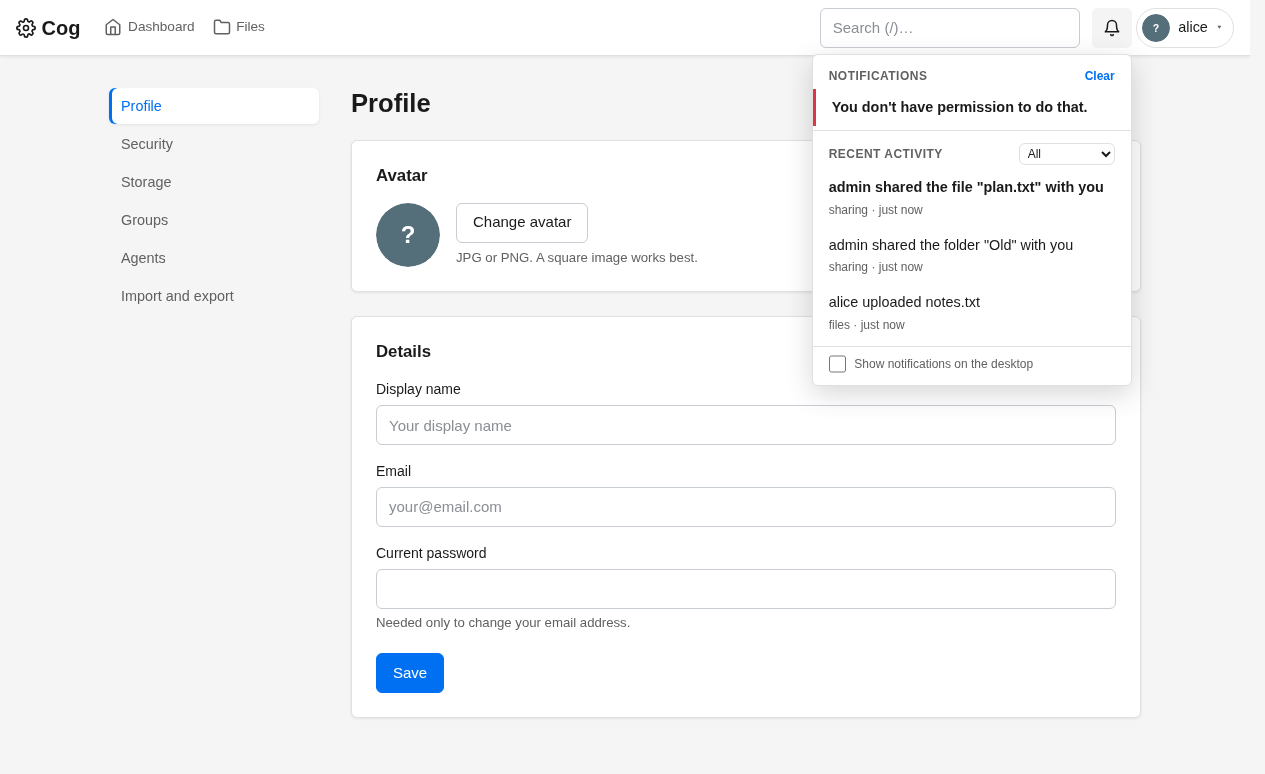 Cog
Dashboard
Files
Search (/)…
?
alice
Profile
Security
Storage
Groups
Agents
Import and export
Profile
Avatar
?
Change avatar
JPG or PNG. A square image works best.
Details
Display name
Your display name
Email
your@email.com
Current password
Needed only to change your email address.
Save
NOTIFICATIONS
Clear
You don't have permission to do that.
RECENT ACTIVITY
All
admin shared the file "plan.txt" with you
sharing · just now
admin shared the folder "Old" with you
sharing · just now
alice uploaded notes.txt
files · just now
Show notifications on the desktop